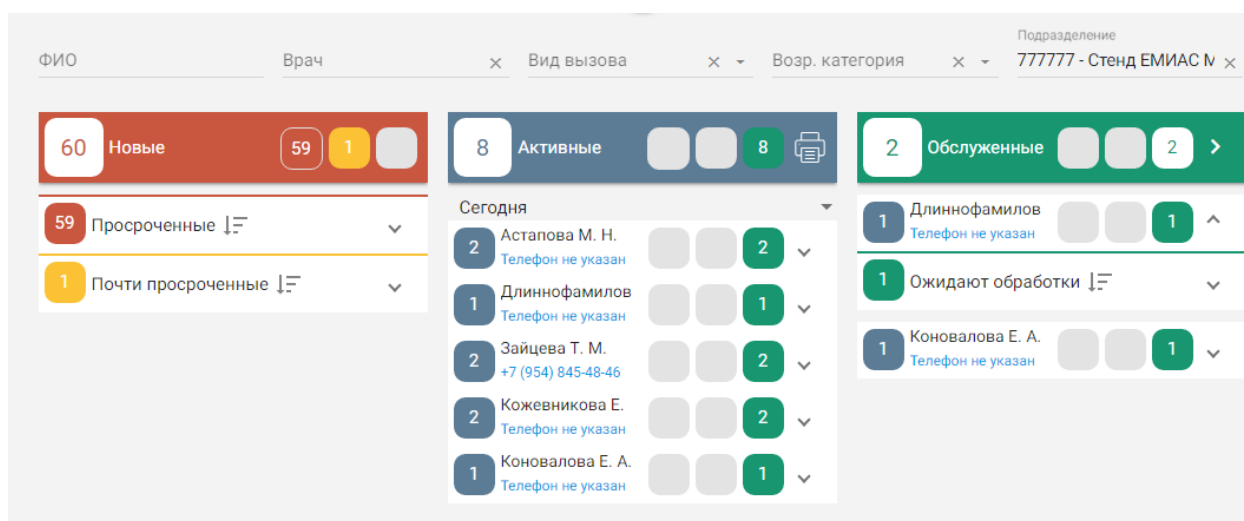 Подразделение
ФИО Врач Вид вызова Возр. категория 777777 - Стенд ЕМИАС М
60 Новые 59 1
59 Просроченные
1 Почти просроченные
8 Активные 8
Сегодня
2 Астапова М. Н. 2
Телефон не указан
1 Длиннофамилов 1
Телефон не указан
2 Зайцева Т. М. 2
+7 (954) 845-48-46
2 Кожевникова Е. 2
Телефон не указан
1 Коновалова Е. А. 1
Телефон не указан
2 Обслуженные 2
1 Длиннофамилов 1
Телефон не указан
1 Ожидают обработки
1 Коновалова Е. А. 1
Телефон не указан